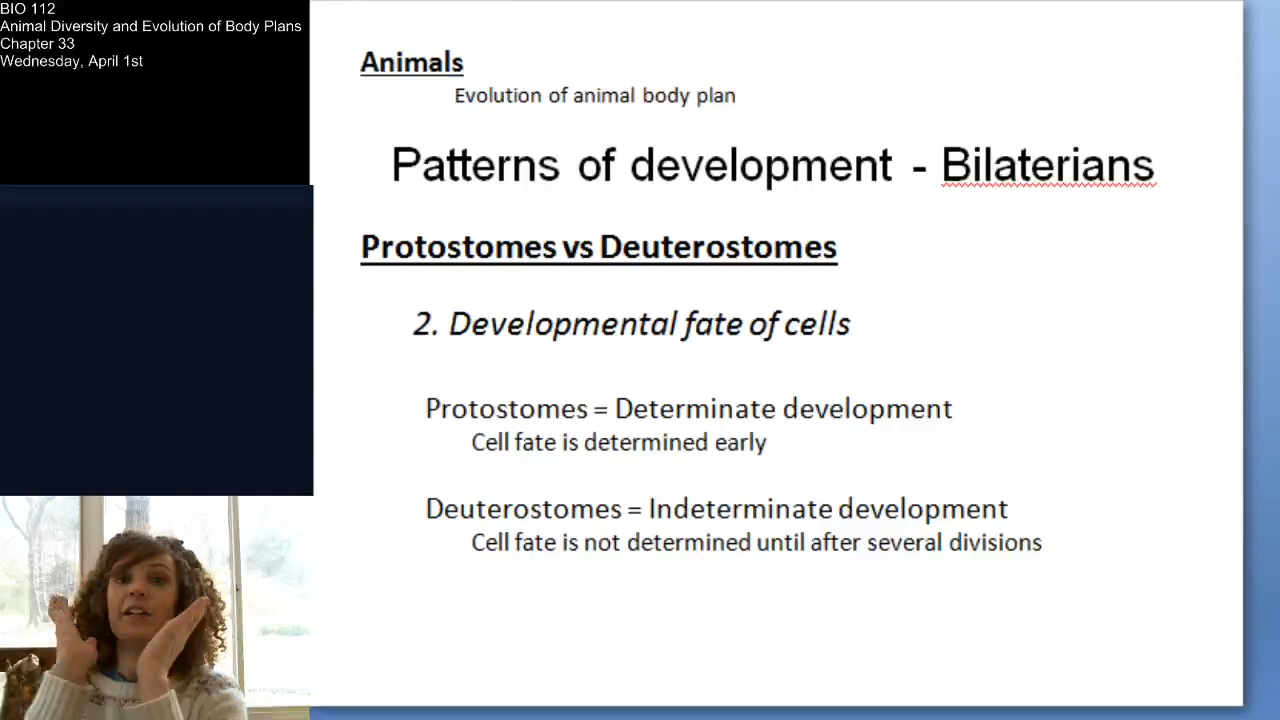 BIO 112
Animal Diversity and Evolution of Body Plans
Chapter 33
Wednesday, April 1st
Animals
Evolution of animal body plan
Patterns of development - Bilaterians
Protostomes vs Deuterostomes
2. Developmental fate of cells
Protostomes = Determinate development
Cell fate is determined early
Deuterostomes = Indeterminate development
Cell fate is not determined until after several divisions